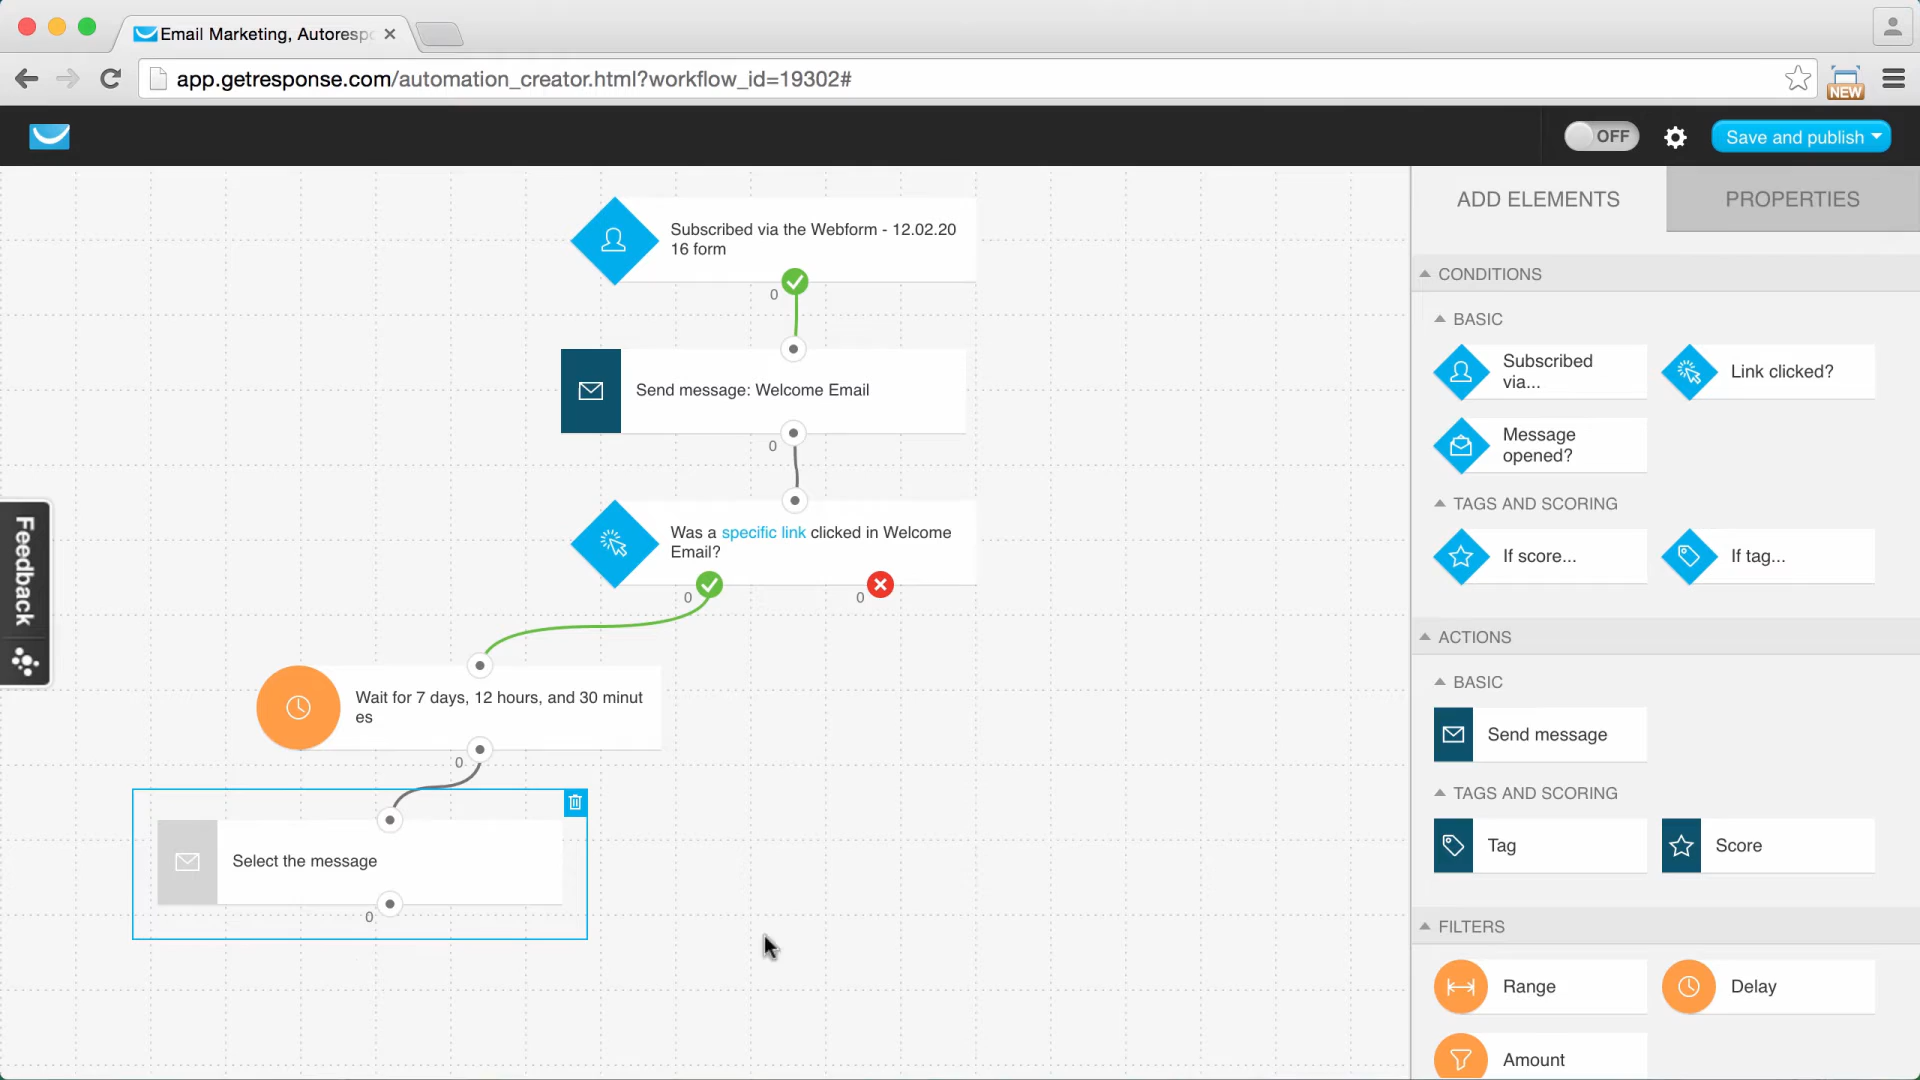 Email Marketing, Autoresp
app.getresponse.com/automation_creator.html?workflow_id=19302#
NEW
OFF
Save and publish
ADD ELEMENTS
PROPERTIES
Subscribed via the Webform - 12.02.20
16 form
0
Send message: Welcome Email
0
Was a specific link clicked in Welcome
Email?
0
0
Wait for 7 days, 12 hours, and 30 minut
es
0
Select the message
0
Feedback
CONDITIONS
BASIC
Subscribed
via...
Link clicked?
Message
opened?
TAGS AND SCORING
If score...
If tag...
ACTIONS
BASIC
Send message
TAGS AND SCORING
Tag
Score
FILTERS
Range
Delay
Amount